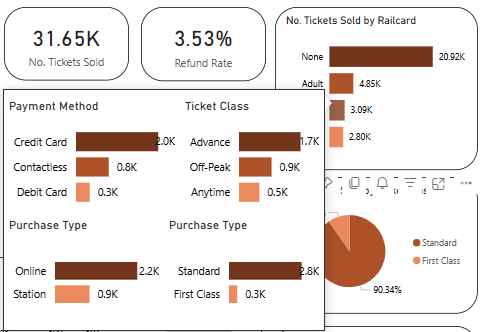 31.65K
No. Tickets Sold
3.53%
Refund Rate
No. Tickets Sold by Railcard
None 20.92K
Adult 4.85K
3.09K
2.80K
Payment Method
Credit Card 2.0K
Contactless 0.8K
Debit Card 0.3K
Ticket Class
Advance 1.7K
Off-Peak 0.9K
Anytime 0.5K
Purchase Type
Online 2.2K
Station 0.9K
Purchase Type
Standard 2.8K
First Class 0.3K
Standard
First Class
90.34%